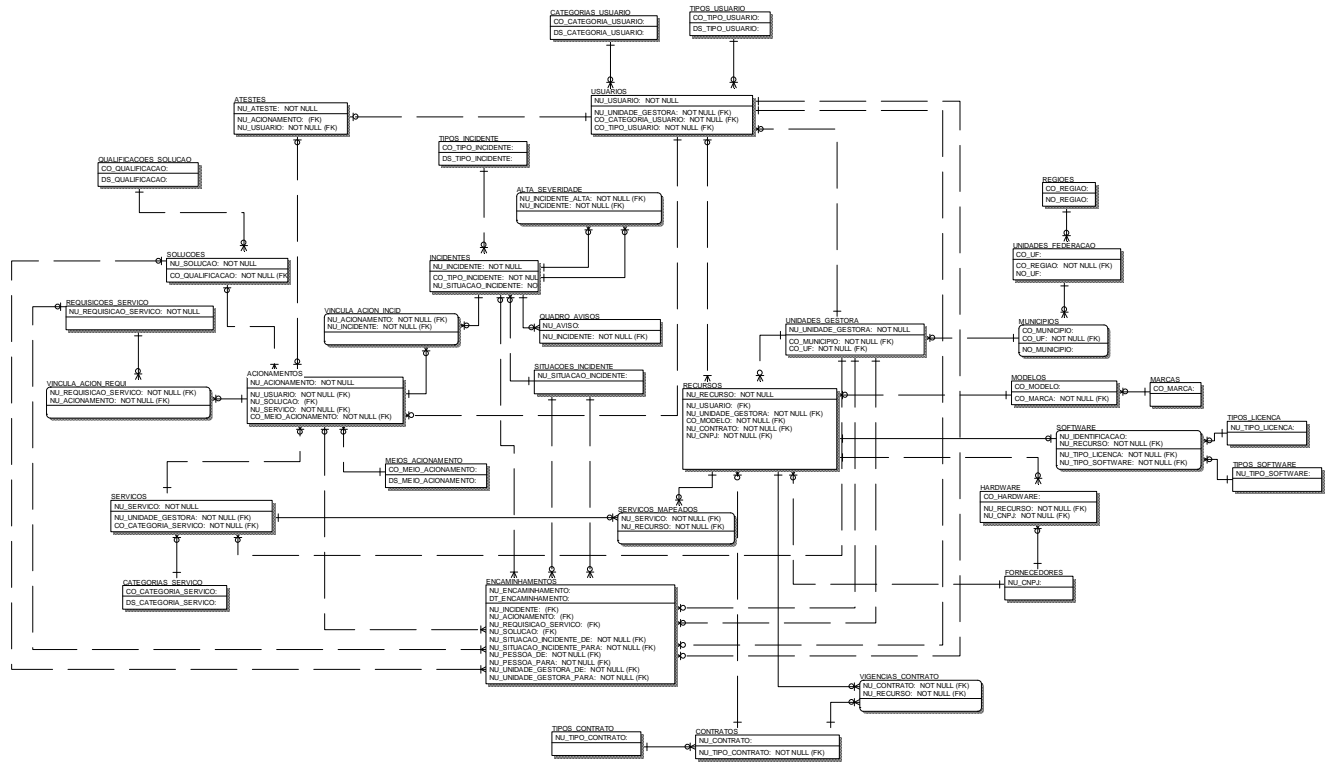 CATEGORIAS_USUARIO
CO_CATEGORIA_USUARIO:
DS_CATEGORIA_USUARIO:
TIPOS_USUARIO
CO_TIPO_USUARIO:
DS_TIPO_USUARIO:
ATESTES
NU_ATESTE: NOT NULL
NU_ACIONAMENTO: (FK)
NU_USUARIO: NOT NULL (FK)
USUARIOS
NU_USUARIO: NOT NULL
NU_UNIDADE_GESTORA: NOT NULL (FK)
CO_CATEGORIA_USUARIO: NOT NULL (FK)
CO_TIPO_USUARIO: NOT NULL (FK)
TIPOS_INCIDENTE
CO_TIPO_INCIDENTE:
DS_TIPO_INCIDENTE:
QUALIFICACOES_SOLUCAO
CO_QUALIFICACAO:
DS_QUALIFICACAO:
ALTA_SEVERIDADE
NU_INCIDENTE_ALTA: NOT NULL (FK)
NU_INCIDENTE: NOT NULL (FK)
REGIOES
CO_REGIAO:
NO_REGIAO:
UNIDADES_FEDERACAO
CO_UF:
CO_REGIAO: NOT NULL (FK)
NO_UF:
SOLUCOES
NU_SOLUCAO: NOT NULL
CO_QUALIFICACAO: NOT NULL (FK
INCIDENTES
NU_INCIDENTE: NOT NULL
CO_TIPO_INCIDENTE: NOT NUL
NU_SITUACAO_INCIDENTE: NO
REQUISICOES_SERVICO
NU_REQUISICAO_SERVICO: NOT NULL
VINCULA_ACION_INCID
NU_ACIONAMENTO: NOT NULL (FK)
NU_INCIDENTE: NOT NULL (FK)
QUADRO_AVISOS
NU_AVISO:
NU_INCIDENTE: NOT NULL (FK)
UNIDADES_GESTORA
NU_UNIDADE_GESTORA: NOT NULL
CO_MUNICIPIO: NOT NULL (FK)
CO_UF: NOT NULL (FK)
MUNICIPIOS
CO_MUNICIPIO:
CO_UF: NOT NULL (FK)
NO_MUNICIPIO:
VINCULA_ACION_REQUI
NU_REQUISICAO_SERVICO: NOT NULL (FK)
NU_ACIONAMENTO: NOT NULL (FK)
ACIONAMENTOS
NU_ACIONAMENTO: NOT NULL
NU_USUARIO: NOT NULL (FK)
NU_SOLUCAO: (FK)
NU_SERVICO: NOT NULL (FK)
CO_MEIO_ACIONAMENTO: NOT NULL (FK)
SITUACOES_INCIDENTE
NU_SITUACAO_INCIDENTE:
RECURSOS
NU_RECURSO: NOT NULL
NU_USUARIO: (FK)
NU_UNIDADE_GESTORA: NOT NULL (FK)
CO_MODELO: NOT NULL (FK)
NU_CONTRATO: NOT NULL (FK)
NU_CNPJ: NOT NULL (FK)
MODELOS
CO_MODELO:
CO_MARCA: NOT NULL (FK)
MARCAS
CO_MARCA:
TIPOS_LICENCA
NU_TIPO_LICENCA:
SOFTWARE
NU_IDENTIFICACAO:
NU_RECURSO: NOT NULL (FK)
NU_TIPO_LICENCA: NOT NULL (FK)
NU_TIPO_SOFTWARE: NOT NULL (FK)
TIPOS_SOFTWARE
NU_TIPO_SOFTWARE:
MEIOS_ACIONAMENTO
CO_MEIO_ACIONAMENTO:
DS_MEIO_ACIONAMENTO:
SERVICOS
NU_SERVICO: NOT NULL
NU_UNIDADE_GESTORA: NOT NULL (FK)
CO_CATEGORIA_SERVICO: NOT NULL (FK)
SERVICOS_MAPEADOS
NU_SERVICO: NOT NULL (FK)
NU_RECURSO: NOT NULL (FK)
HARDWARE
CO_HARDWARE:
NU_RECURSO: NOT NULL (FK)
NU_CNPJ: NOT NULL (FK)
CATEGORIAS_SERVICO
CO_CATEGORIA_SERVICO:
DS_CATEGORIA_SERVICO:
ENCAMINHAMENTOS
NU_ENCAMINHAMENTO:
DT_ENCAMINHAMENTO:
NU_INCIDENTE: (FK)
NU_ACIONAMENTO: (FK)
NU_REQUISICAO_SERVICO: (FK)
NU_SOLUCAO: (FK)
NU_SITUACAO_INCIDENTE_DE: NOT NULL (FK)
NU_SITUACAO_INCIDENTE_PARA: NOT NULL (FK)
NU_PESSOA_DE: NOT NULL (FK)
NU_PESSOA_PARA: NOT NULL (FK)
NU_UNIDADE_GESTORA_DE: NOT NULL (FK)
NU_UNIDADE_GESTORA_PARA: NOT NULL (FK)
FORNECEDORES
NU_CNPJ:
VIGENCIAS_CONTRATO
NU_CONTRATO: NOT NULL (FK)
NU_RECURSO: NOT NULL (FK)
TIPOS_CONTRATO
NU_TIPO_CONTRATO:
CONTRATOS
NU_CONTRATO:
NU_TIPO_CONTRATO: NOT NULL (FK)